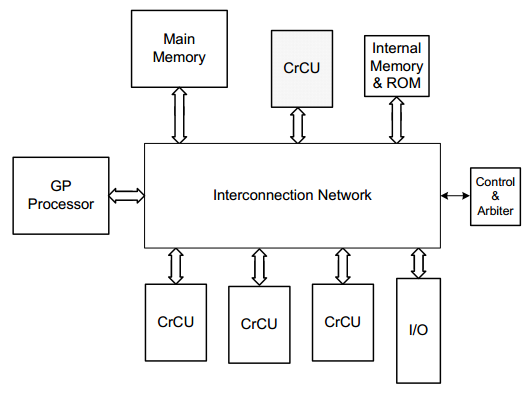 Main
Memory
CrCU
Internal
Memory
& ROM
GP
Processor
Interconnection Network
Control
&
Arbiter
CrCU
CrCU
CrCU
I/O